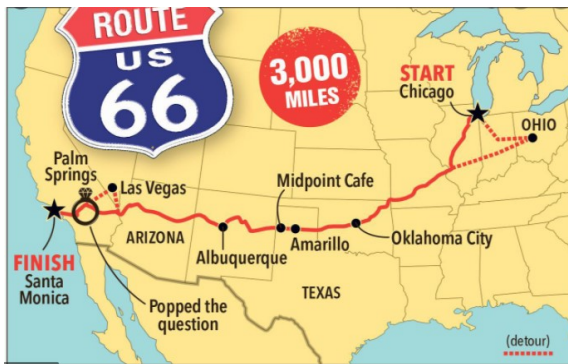 ROUTE
US
66
3,000
MILES
START
Chicago
OHIO
Palm
Springs
Las Vegas
Midpoint Cafe
ARIZONA
Albuquerque
Amarillo
Oklahoma City
FINISH
Santa
Monica
Popped the
question
TEXAS
(detour)